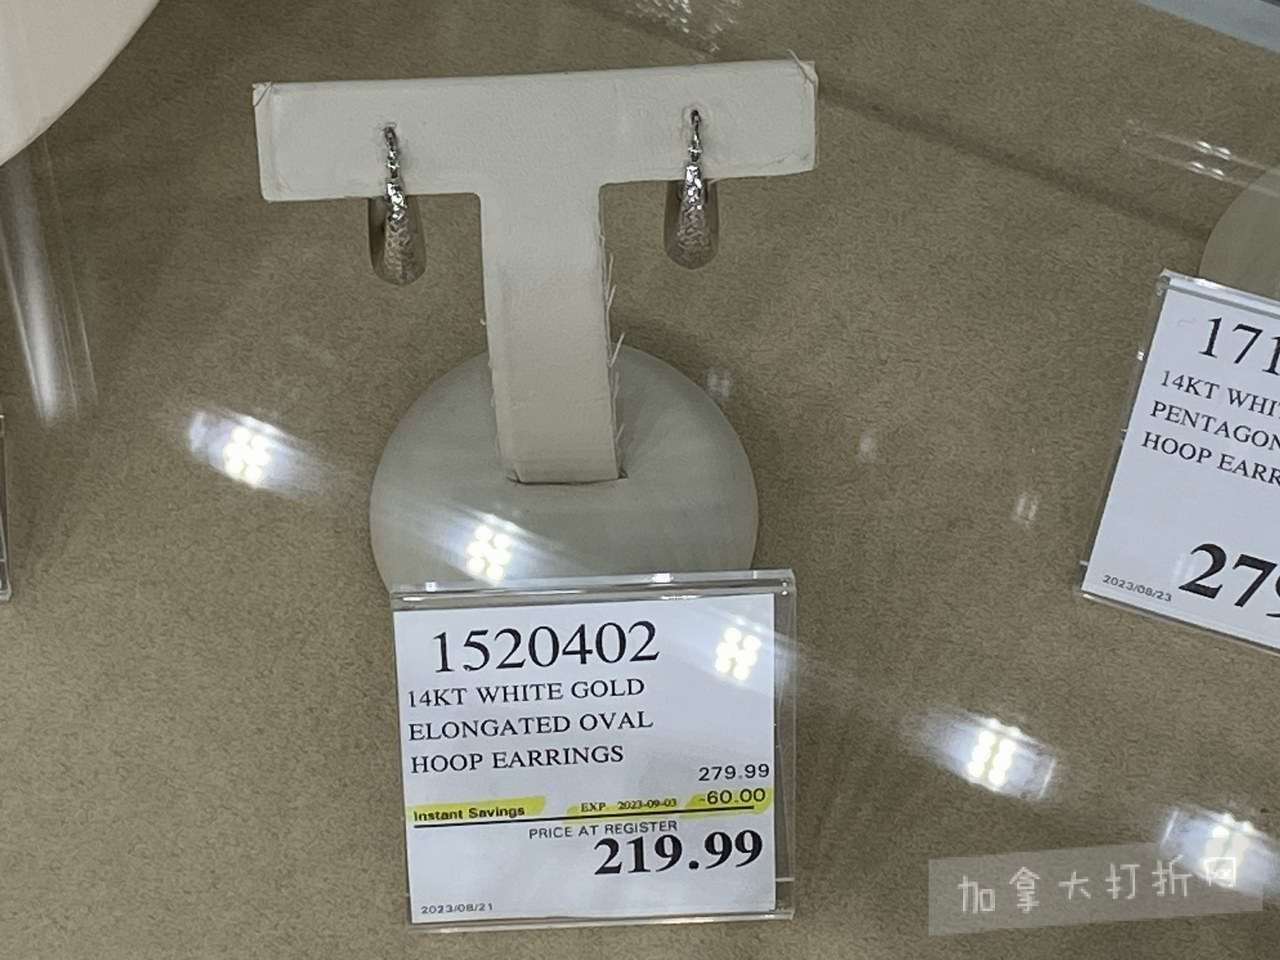 1520402
14KT WHITE GOLD
ELONGATED OVAL
HOOP EARRINGS
279.99
Instant Savings EXP 2023-09-03 -60.00
PRICE AT REGISTER
219.99
2023/08/21
171
14KT WHI
PENTAGON
HOOP EARR
279
2023/08/23
加拿大打折网